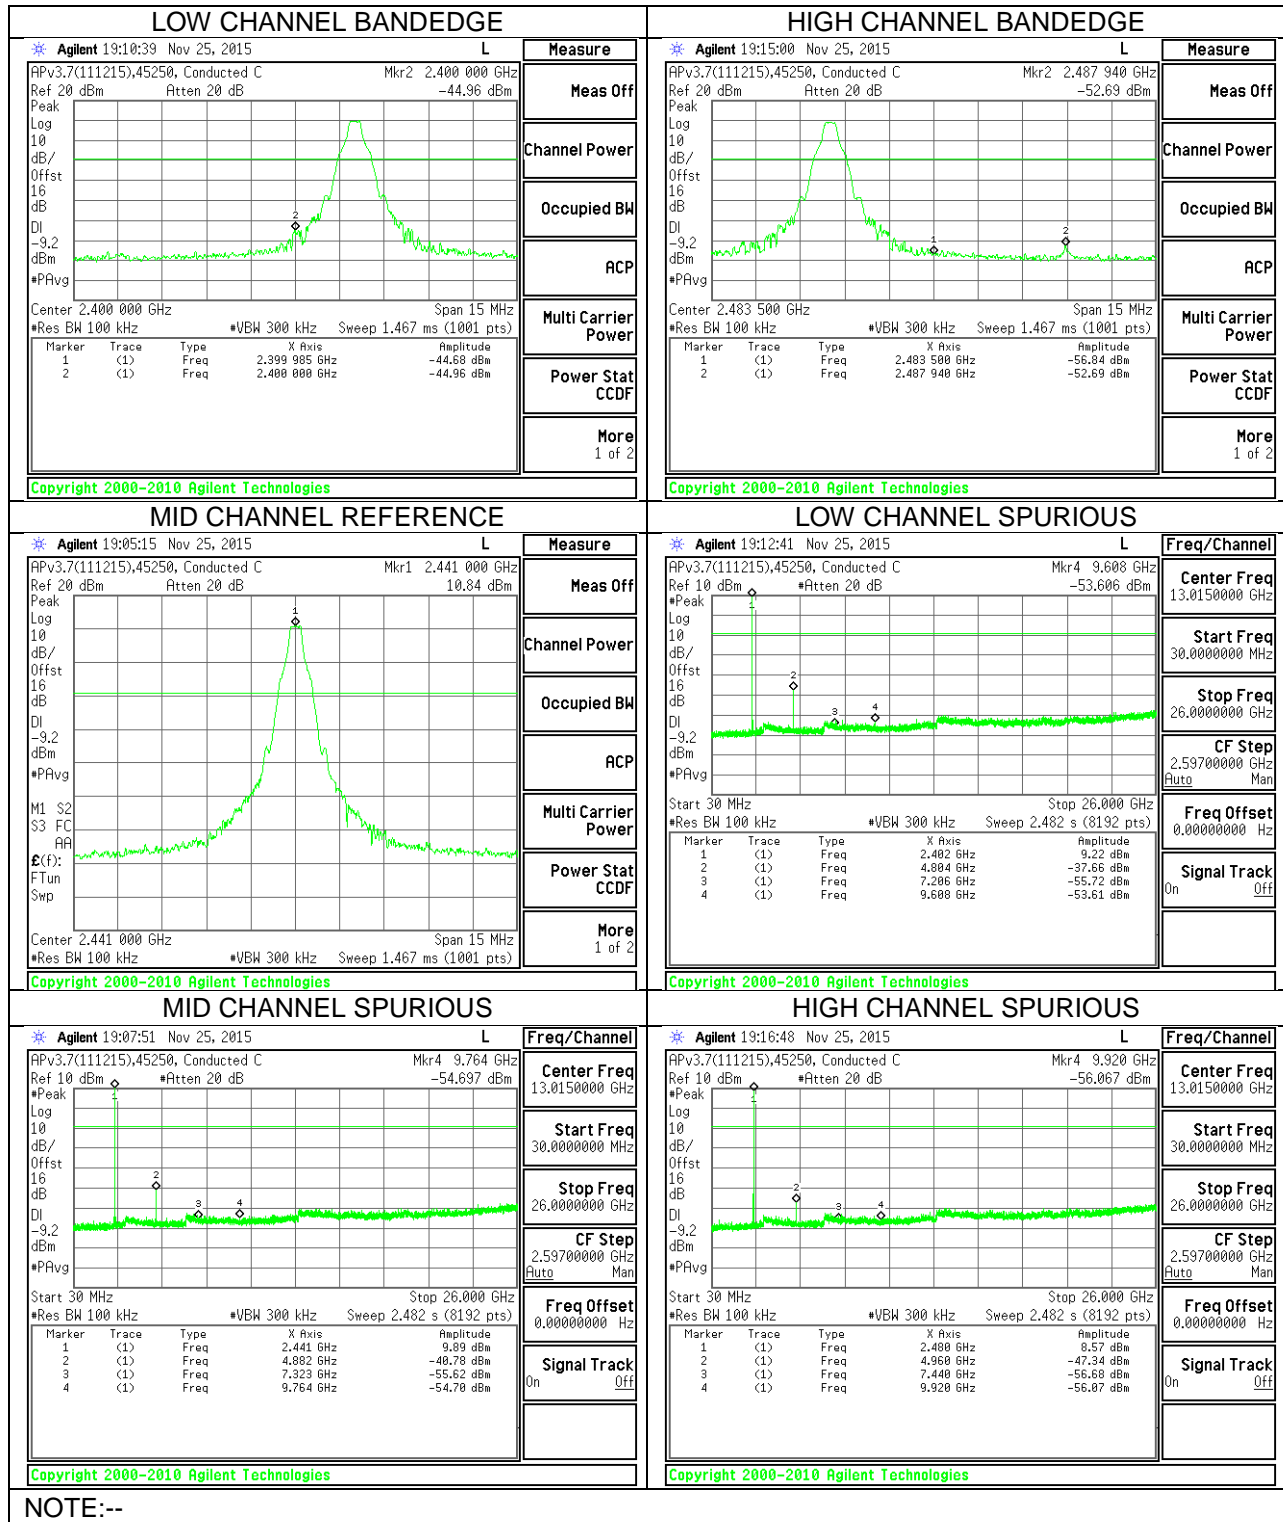 LOW CHANNEL BANDEDGE
Agilent 19:10:39 Nov 25, 2015 L
Measure
APv3.7(111215),45250, Conducted C Mkr2 2.400 000 GHz
Ref 20 dBm Atten 20 dB -44.96 dBm
Peak
Log
10
dB/
Offst
16
dB
DI
-9.2
dBm
#PAvg
2
Center 2.400 000 GHz Span 15 MHz
#Res BW 100 kHz #VBW 300 kHz Sweep 1.467 ms (1001 pts)
Marker Trace Type X Axis Amplitude
1 (1) Freq 2.399 985 GHz -44.68 dBm
2 (1) Freq 2.400 000 GHz -44.96 dBm
Meas Off
Channel Power
Occupied BW
ACP
Multi Carrier
Power
Power Stat
CCDF
More
1 of 2
Copyright 2000-2010 Agilent Technologies
HIGH CHANNEL BANDEDGE
Agilent 19:15:00 Nov 25, 2015 L
Measure
APv3.7(111215),45250, Conducted C Mkr2 2.487 940 GHz
Ref 20 dBm Atten 20 dB -52.69 dBm
Peak
Log
10
dB/
Offst
16
dB
DI
-9.2
dBm
#PAvg
1
2
Center 2.483 500 GHz Span 15 MHz
#Res BW 100 kHz #VBW 300 kHz Sweep 1.467 ms (1001 pts)
Marker Trace Type X Axis Amplitude
1 (1) Freq 2.483 500 GHz -56.84 dBm
2 (1) Freq 2.487 940 GHz -52.69 dBm
Meas Off
Channel Power
Occupied BW
ACP
Multi Carrier
Power
Power Stat
CCDF
More
1 of 2
Copyright 2000-2010 Agilent Technologies
MID CHANNEL REFERENCE
Agilent 19:05:15 Nov 25, 2015 L
Measure
APv3.7(111215),45250, Conducted C Mkr1 2.441 000 GHz
Ref 20 dBm Atten 20 dB 10.84 dBm
Peak
Log
10
dB/
Offst
16
dB
DI
-9.2
dBm
#PAvg
M1 S2
S3 FC
AA
£(f):
FTun
Swp
1
Center 2.441 000 GHz Span 15 MHz
#Res BW 100 kHz #VBW 300 kHz Sweep 1.467 ms (1001 pts)
Meas Off
Channel Power
Occupied BW
ACP
Multi Carrier
Power
Power Stat
CCDF
More
1 of 2
Copyright 2000-2010 Agilent Technologies
LOW CHANNEL SPURIOUS
Agilent 19:12:41 Nov 25, 2015 L
Freq/Channel
APv3.7(111215),45250, Conducted C Mkr4 9.608 GHz
Ref 10 dBm #Atten 20 dB -53.606 dBm
#Peak
Log
10
dB/
Offst
16
dB
DI
-9.2
dBm
#PAvg
1
2
3
4
Start 30 MHz Stop 26.000 GHz
#Res BW 100 kHz #VBW 300 kHz Sweep 2.482 s (8192 pts)
Marker Trace Type X Axis Amplitude
1 (1) Freq 2.402 GHz 9.22 dBm
2 (1) Freq 4.804 GHz -37.66 dBm
3 (1) Freq 7.206 GHz -55.72 dBm
4 (1) Freq 9.608 GHz -53.61 dBm
Center Freq
13.0150000 GHz
Start Freq
30.0000000 MHz
Stop Freq
26.0000000 GHz
CF Step
2.59700000 GHz
Auto Man
Freq Offset
0.00000000 Hz
Signal Track
On Off
Copyright 2000-2010 Agilent Technologies
MID CHANNEL SPURIOUS
Agilent 19:07:51 Nov 25, 2015 L
Freq/Channel
APv3.7(111215),45250, Conducted C Mkr4 9.764 GHz
Ref 10 dBm #Atten 20 dB -54.697 dBm
#Peak
Log
10
dB/
Offst
16
dB
DI
-9.2
dBm
#PAvg
1
2
3
4
Start 30 MHz Stop 26.000 GHz
#Res BW 100 kHz #VBW 300 kHz Sweep 2.482 s (8192 pts)
Marker Trace Type X Axis Amplitude
1 (1) Freq 2.441 GHz 9.89 dBm
2 (1) Freq 4.882 GHz -40.78 dBm
3 (1) Freq 7.323 GHz -55.62 dBm
4 (1) Freq 9.764 GHz -54.70 dBm
Center Freq
13.0150000 GHz
Start Freq
30.0000000 MHz
Stop Freq
26.0000000 GHz
CF Step
2.59700000 GHz
Auto Man
Freq Offset
0.00000000 Hz
Signal Track
On Off
Copyright 2000-2010 Agilent Technologies
HIGH CHANNEL SPURIOUS
Agilent 19:16:48 Nov 25, 2015 L
Freq/Channel
APv3.7(111215),45250, Conducted C Mkr4 9.920 GHz
Ref 10 dBm #Atten 20 dB -56.067 dBm
#Peak
Log
10
dB/
Offst
16
dB
DI
-9.2
dBm
#PAvg
1
2
3
4
Start 30 MHz Stop 26.000 GHz
#Res BW 100 kHz #VBW 300 kHz Sweep 2.482 s (8192 pts)
Marker Trace Type X Axis Amplitude
1 (1) Freq 2.480 GHz 8.57 dBm
2 (1) Freq 4.960 GHz -47.34 dBm
3 (1) Freq 7.440 GHz -56.68 dBm
4 (1) Freq 9.920 GHz -56.07 dBm
Center Freq
13.0150000 GHz
Start Freq
30.0000000 MHz
Stop Freq
26.0000000 GHz
CF Step
2.59700000 GHz
Auto Man
Freq Offset
0.00000000 Hz
Signal Track
On Off
Copyright 2000-2010 Agilent Technologies
NOTE:--